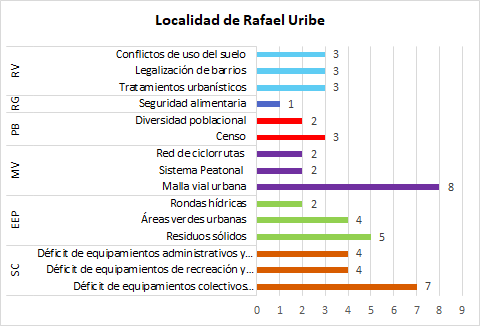 Localidad de Rafael Uribe
RV
Conflictos de uso del suelo 3
Legalización de barrios 3
Tratamientos urbanísticos 3
RG
Seguridad alimentaria 1
PB
Diversidad poblacional 2
Censo 3
MV
Red de ciclorrutas 2
Sistema Peatonal 2
Malla vial urbana 8
EEP
Rondas hídricas 2
Áreas verdes urbanas 4
Residuos sólidos 5
SC
Déficit de equipamientos administrativos y... 4
Déficit de equipamientos de recreación y... 4
Déficit de equipamientos colectivos... 7
0 1 2 3 4 5 6 7 8 9